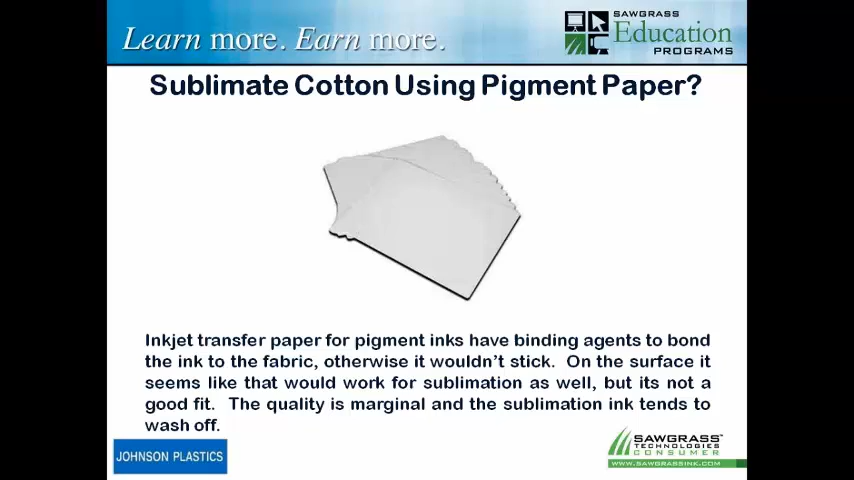 Learn more. Earn more.
SAWGRASS
Education
PROGRAMS
Sublimate Cotton Using Pigment Paper?
Inkjet transfer paper for pigment inks have binding agents to bond
the ink to the fabric, otherwise it wouldn't stick. On the surface it
seems like that would work for sublimation as well, but its not a
good fit. The quality is marginal and the sublimation ink tends to
wash off.
JOHNSON PLASTICS
SAWGRASS™
TECHNOLOGIES
CONSUMER
WWW.SAWGRASSINK.COM